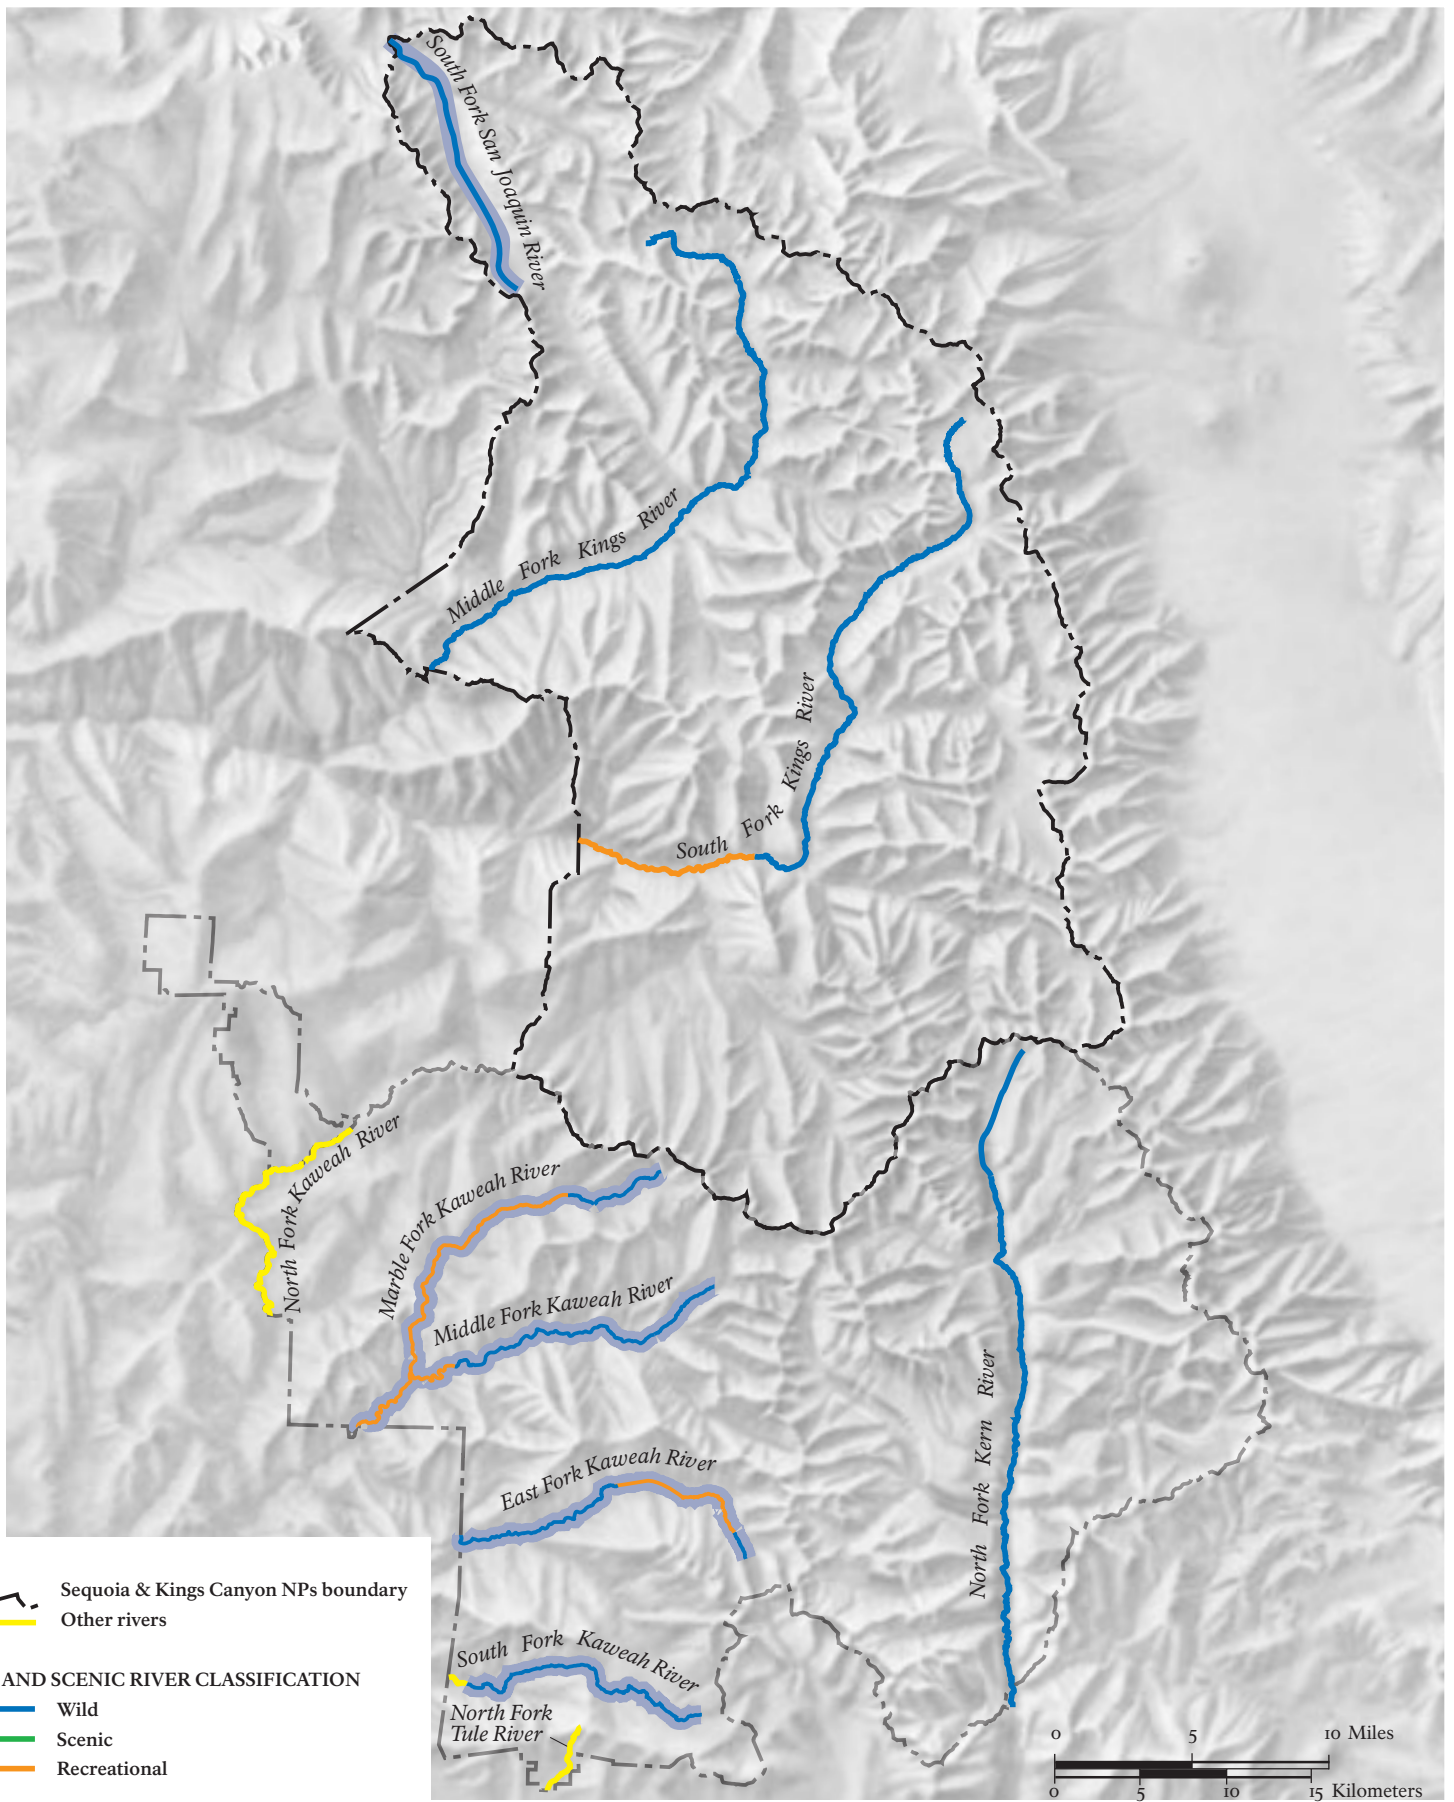 South Fork San Joaquin River
Middle Fork Kings River
South Fork Kings River
North Fork Kaweah River
Marble Fork Kaweah River
Middle Fork Kaweah River
North Fork Kern River
East Fork Kaweah River
South Fork Kaweah River
North Fork
Tule River
Sequoia & Kings Canyon NPs boundary
Other rivers
AND SCENIC RIVER CLASSIFICATION
Wild
Scenic
Recreational
0 5 10 Miles
0 5 10 15 Kilometers